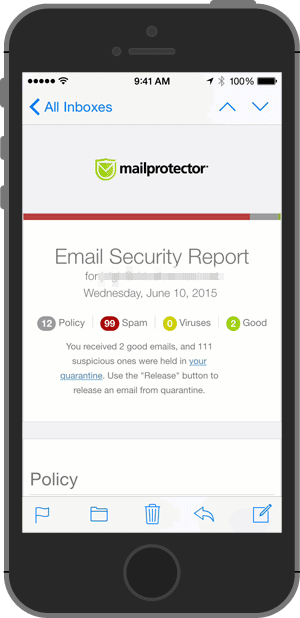 9:41 AM 100%
All Inboxes
mailprotector
Email Security Report
for
Wednesday, June 10, 2015
12 Policy 99 Spam 0 Viruses 2 Good
You received 2 good emails, and 111
suspicious ones were held in your
quarantine. Use the "Release" button to
release an email from quarantine.
Policy